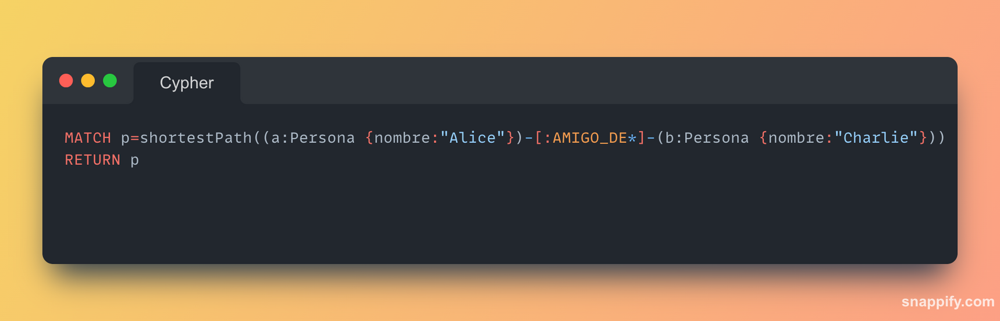 Cypher
MATCH p=shortestPath((a:Persona {nombre:"Alice"})-[:AMIGO_DE*]-(b:Persona {nombre:"Charlie"}))
RETURN p
snappify.com